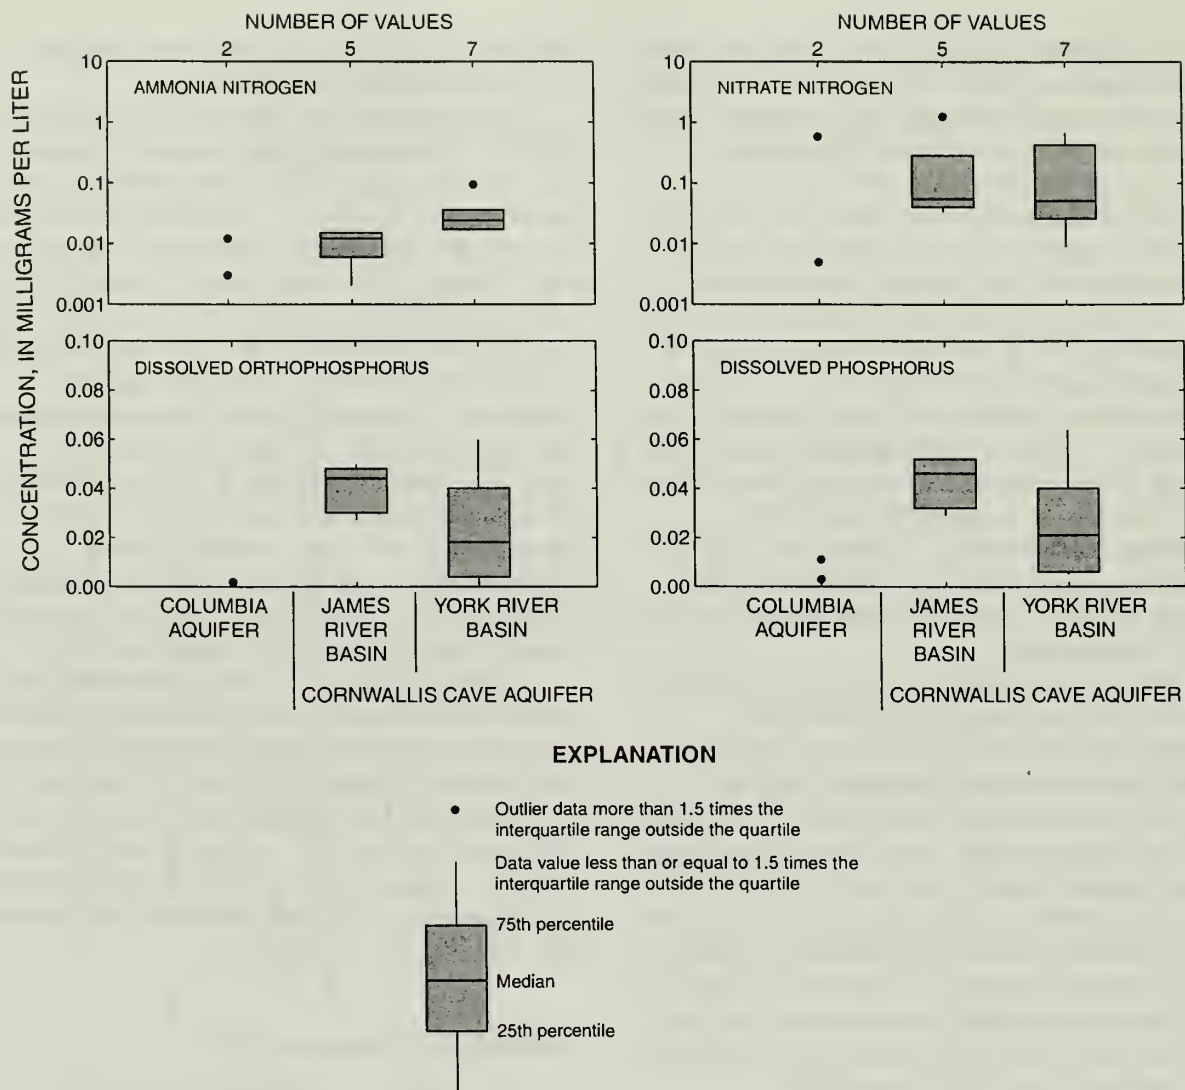 NUMBER OF VALUES
2 5 7
NUMBER OF VALUES
2 5 7
CONCENTRATION, IN MILLIGRAMS PER LITER
AMMONIA NITROGEN
10
1
0.1
0.01
0.001
NITRATE NITROGEN
10
1
0.1
0.01
0.001
DISSOLVED ORTHOPHOSPHORUS
0.10
0.08
0.06
0.04
0.02
0.00
DISSOLVED PHOSPHORUS
0.10
0.08
0.06
0.04
0.02
0.00
COLUMBIA
AQUIFER
JAMES
RIVER
BASIN
YORK RIVER
BASIN
CORNWALLIS CAVE AQUIFER
COLUMBIA
AQUIFER
JAMES
RIVER
BASIN
YORK RIVER
BASIN
CORNWALLIS CAVE AQUIFER
EXPLANATION
Outlier data more than 1.5 times the
interquartile range outside the quartile
Data value less than or equal to 1.5 times the
interquartile range outside the quartile
75th percentile
Median
25th percentile